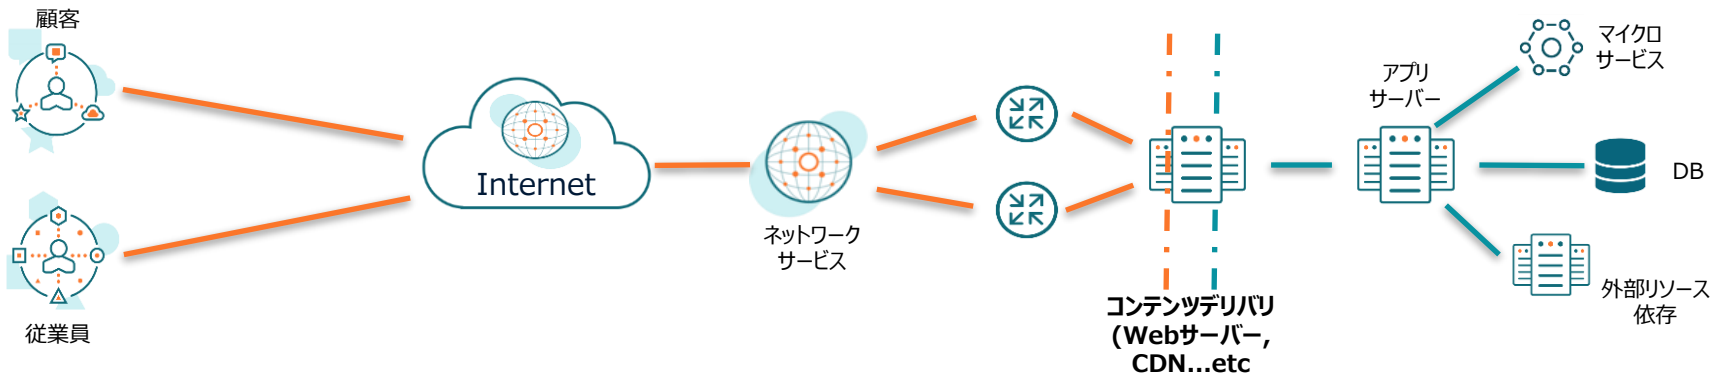 顧客
従業員
Internet
ネットワーク
サービス
コンテンツデリバリ
(Webサーバー,
CDN...etc
アプリ
サーバー
マイクロ
サービス
DB
外部リソース
依存